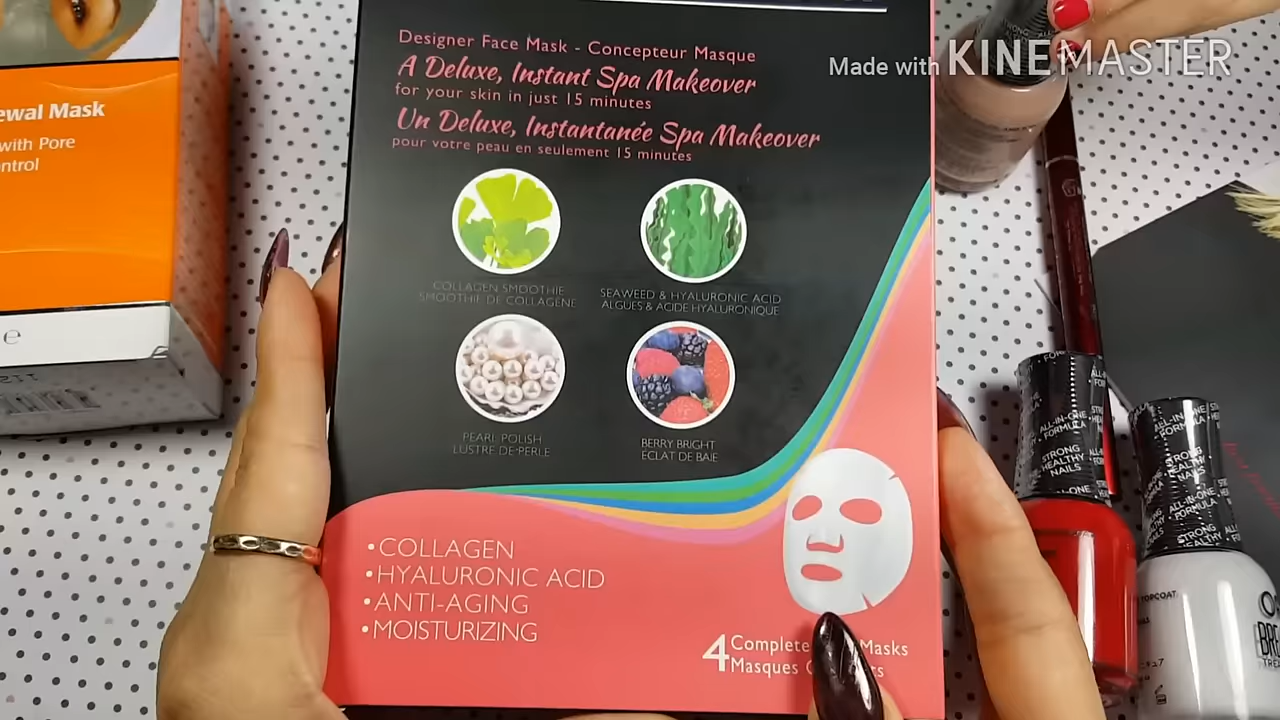 Designer Face Mask - Concepteur Masque
A Deluxe, Instant Spa Makeover
for your skin in just 15 minutes
Un Deluxe, Instantanée Spa Makeover
pour votre peau en seulement 15 minutes
COLLAGEN SMOOTHIE
SMOOTHIE DE COLLAGÈNE
SEAWEED & HYALURONIC ACID
ALGUES & ACIDE HYALURONIQUE
PEARL POLISH
LUSTRE DE PERLE
BERRY BRIGHT
ÉCLAT DE BAIE
•COLLAGEN
•HYALURONIC ACID
•ANTI-AGING
•MOISTURIZING
4 Complete Masks
Masques
Made with KINEMASTER
ewal Mask
with Pore
ntrol
e
ALL-IN-ONE
FORMULA
STRONG
HEALTHY
NAILS
ALL-IN-ONE
FORMULA
STRONG
HEALTHY
NAILS
TOPCOAT